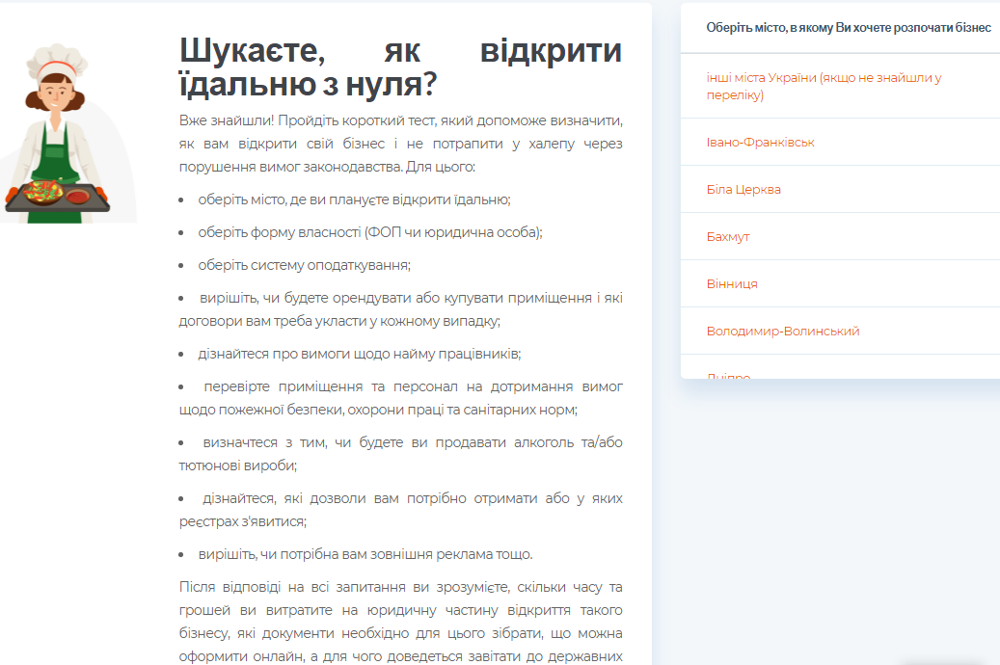 Шукаєте, як відкрити
їдальню з нуля?
Вже знайшли! Пройдіть короткий тест, який допоможе визначити,
як вам відкрити свій бізнес і не потрапити у халепу через
порушення вимог законодавства. Для цього:
• оберіть місто, де ви плануєте відкрити їдальню;
• оберіть форму власності (ФОП чи юридична особа);
• оберіть систему оподаткування;
• вирішіть, чи будете орендувати або купувати приміщення і які
договори вам треба укласти у кожному випадку;
• дізнайтеся про вимоги щодо найму працівників;
• перевірте приміщення та персонал на дотримання вимог
щодо пожежної безпеки, охорони праці та санітарних норм;
• визначтеся з тим, чи будете ви продавати алкоголь та/або
тютюнові вироби;
• дізнайтеся, які дозволи вам потрібно отримати або у яких
реєстрах з'явитися;
• вирішіть, чи потрібна вам зовнішня реклама тощо.
Після відповіді на всі запитання ви зрозумієте, скільки часу та
грошей ви витратите на юридичну частину відкриття такого
бізнесу, які документи необхідно для цього зібрати, що можна
оформити онлайн, а для чого доведеться завітати до державних
Оберіть місто, в якому Ви хочете розпочати бізнес
інші міста України (якщо не знайшли у
переліку)
Івано-Франківськ
Біла Церква
Бахмут
Вінниця
Володимир-Волинський
Дніпро